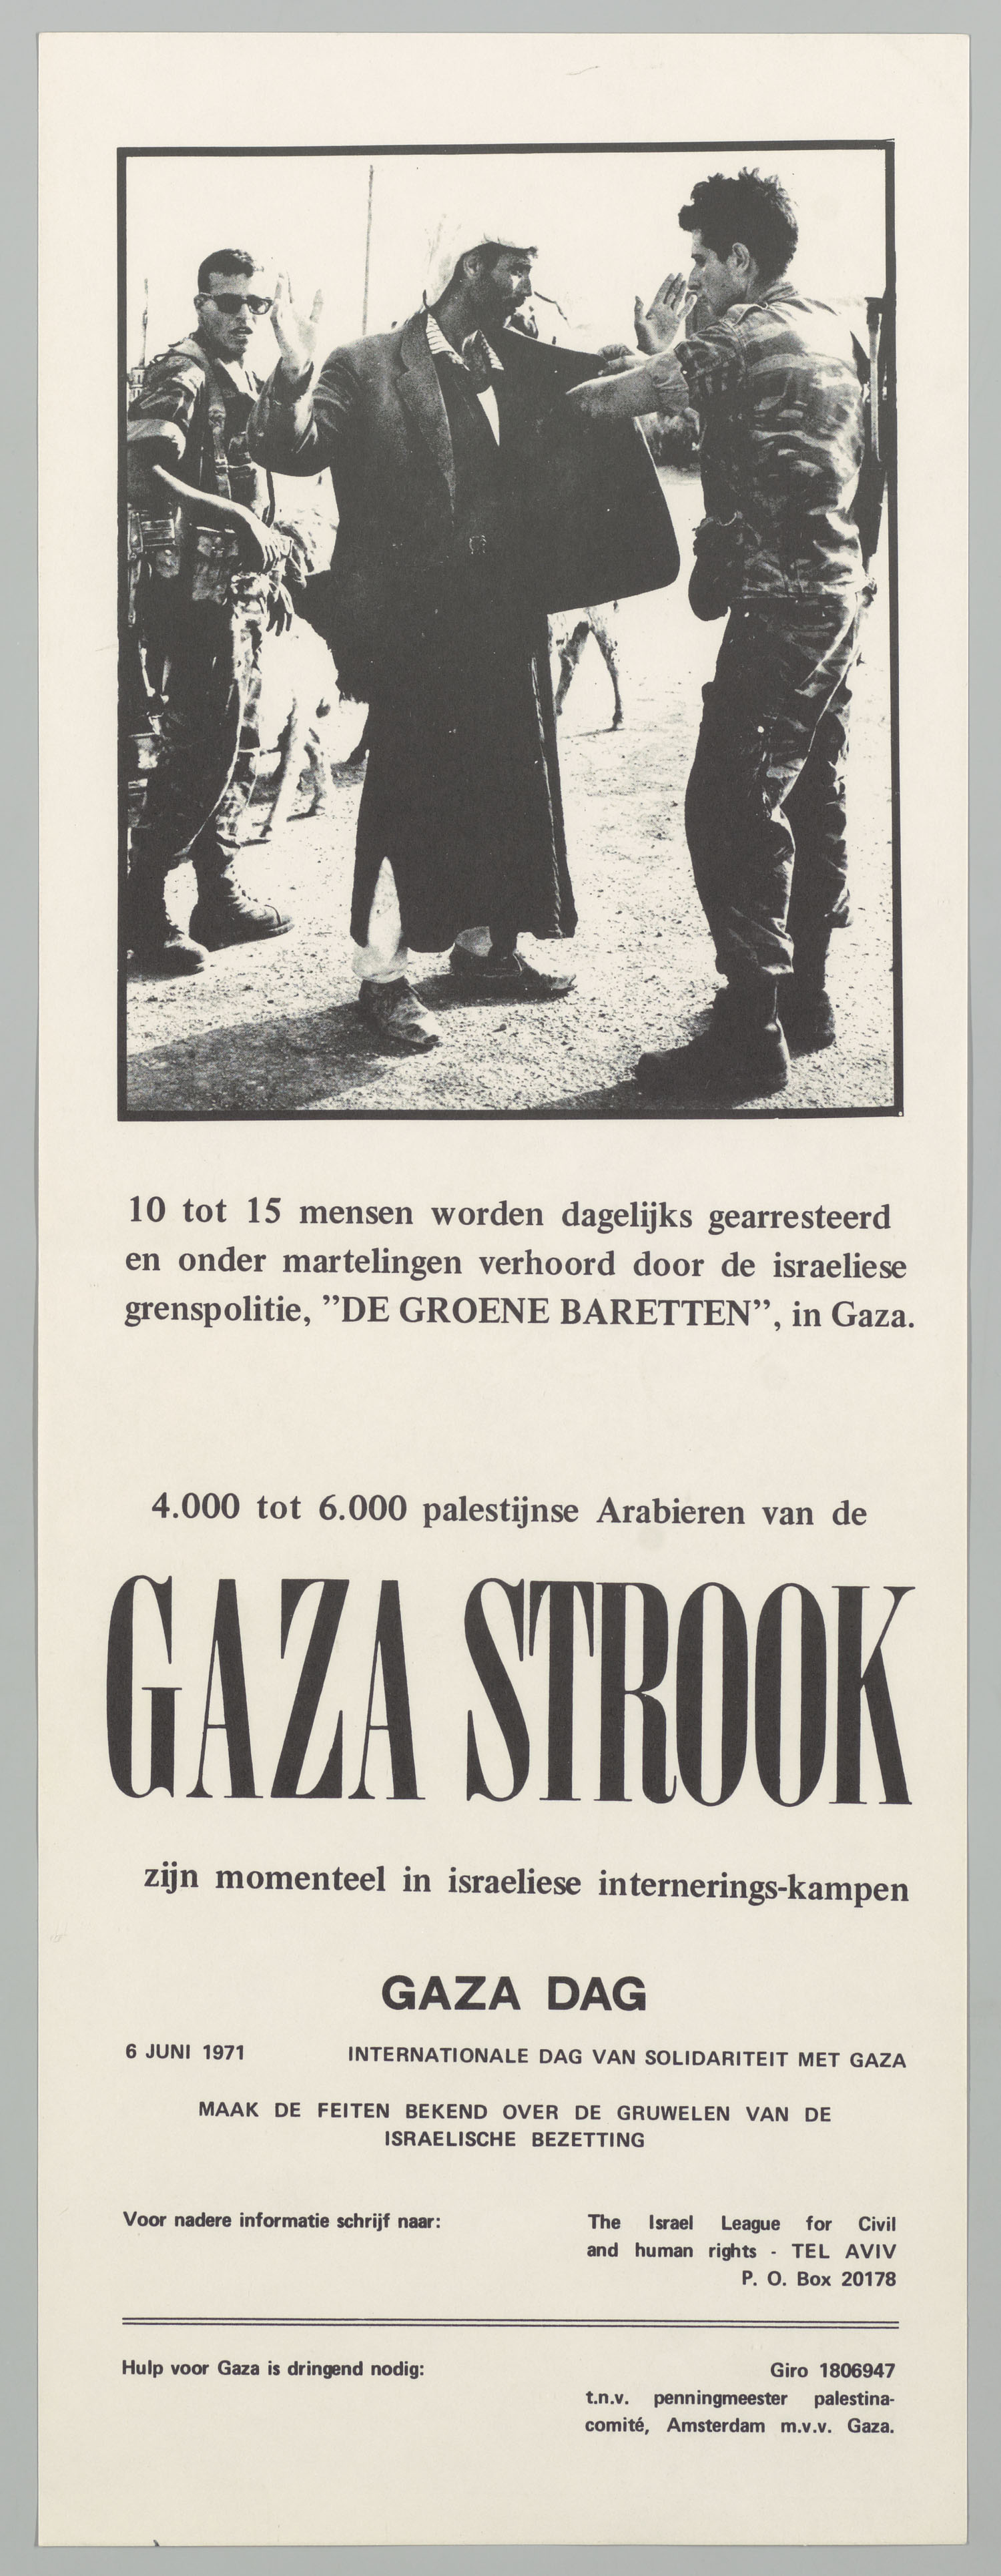 10 tot 15 mensen worden dagelijks gearresteerd
en onder martelingen verhoord door de israeliese
grenspolitie, ”DE GROENE BARETTEN”, in Gaza.
4.000 tot 6.000 palestijnse Arabieren van de
GAZA STROOK
zijn momenteel in israeliese internerings-kampen
GAZA DAG
6 JUNI 1971 INTERNATIONALE DAG VAN SOLIDARITEIT MET GAZA
MAAK DE FEITEN BEKEND OVER DE GRUWELEN VAN DE
ISRAELISCHE BEZETTING
Voor nadere informatie schrijf naar: The Israel League for Civil
and human rights - TEL AVIV
P. O. Box 20178
Hulp voor Gaza is dringend nodig: Giro 1806947
t.n.v. penningmeester palestina-
comité, Amsterdam m.v.v. Gaza.